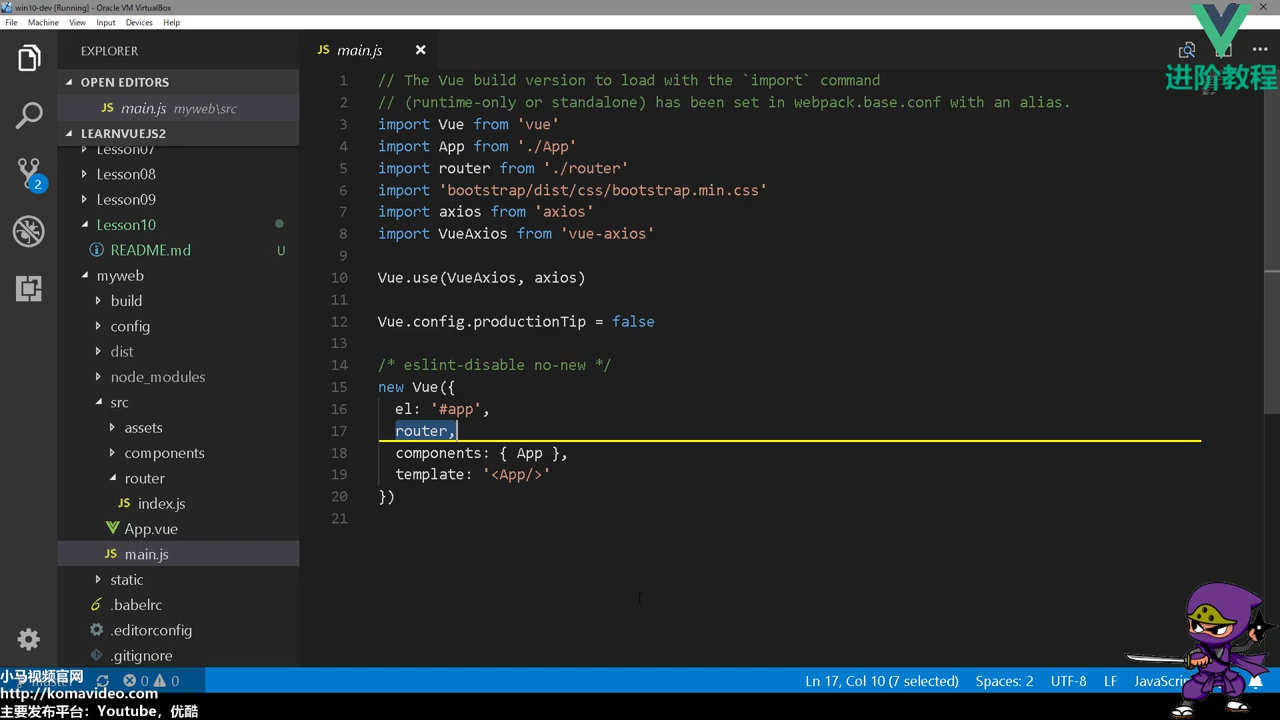 win10-dev [Running] - Oracle VM VirtualBox
File Machine View Input Devices Help
EXPLORER
OPEN EDITORS
JS main.js myweb\src
LEARNVUEJS2
Lesson07
Lesson08
Lesson09
Lesson10
README.md U
myweb
build
config
dist
node_modules
src
assets
components
router
JS index.js
App.vue
JS main.js
static
.babelrc
.editorconfig
.gitignore
2
JS main.js
进阶教程
1 // The Vue build version to load with the `import` command
2 // (runtime-only or standalone) has been set in webpack.base.conf with an alias.
3 import Vue from 'vue'
4 import App from './App'
5 import router from './router'
6 import 'bootstrap/dist/css/bootstrap.min.css'
7 import axios from 'axios'
8 import VueAxios from 'vue-axios'
9
10 Vue.use(VueAxios, axios)
11
12 Vue.config.productionTip = false
13
14 /* eslint-disable no-new */
15 new Vue({
16 el: '#app',
17 router,
18 components: { App },
19 template: '<App/>'
20 })
21
小马视频官网
http://komavideo.com
主要发布平台：Youtube，优酷
0 0
Ln 17, Col 10 (7 selected) Spaces: 2 UTF-8 LF JavaScri